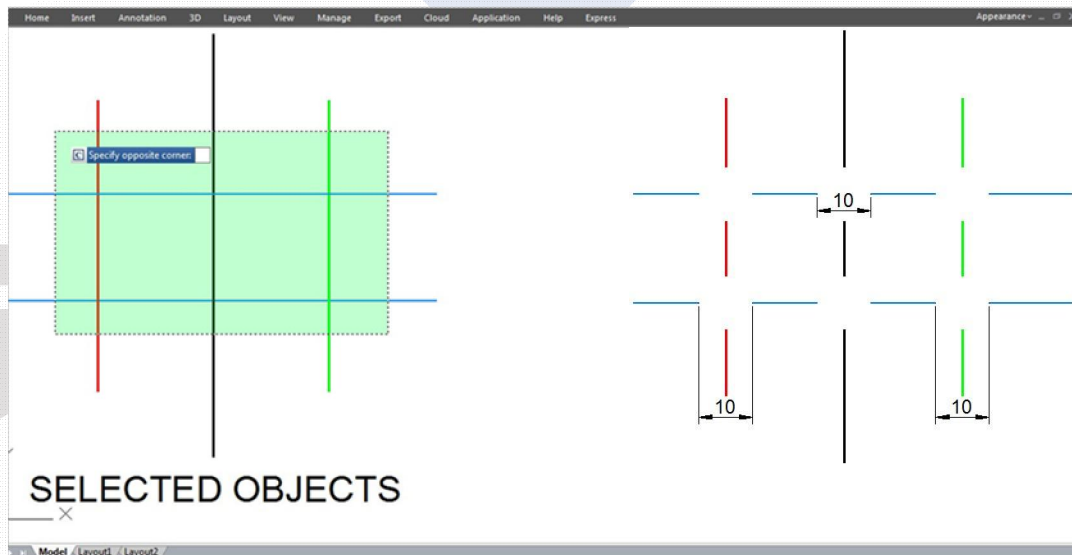 Home Insert Annotation 3D Layout View Manage Export Cloud Application Help Express Appearance
Specify opposite corner:
10
10
10
SELECTED OBJECTS
Model Layout1 Layout2